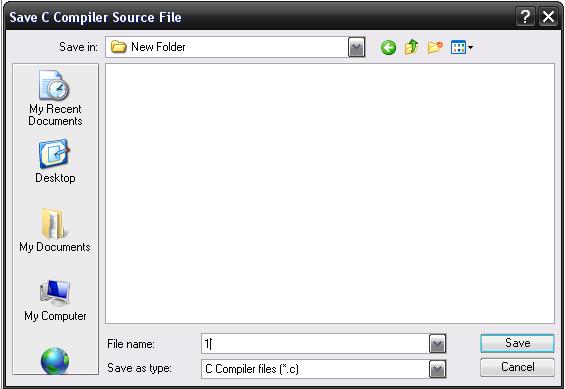 Save C Compiler Source File
Save in:
New Folder
My Recent
Documents
Desktop
My Documents
My Computer
File name:
1
Save
Save as type:
C Compiler files (*.c)
Cancel